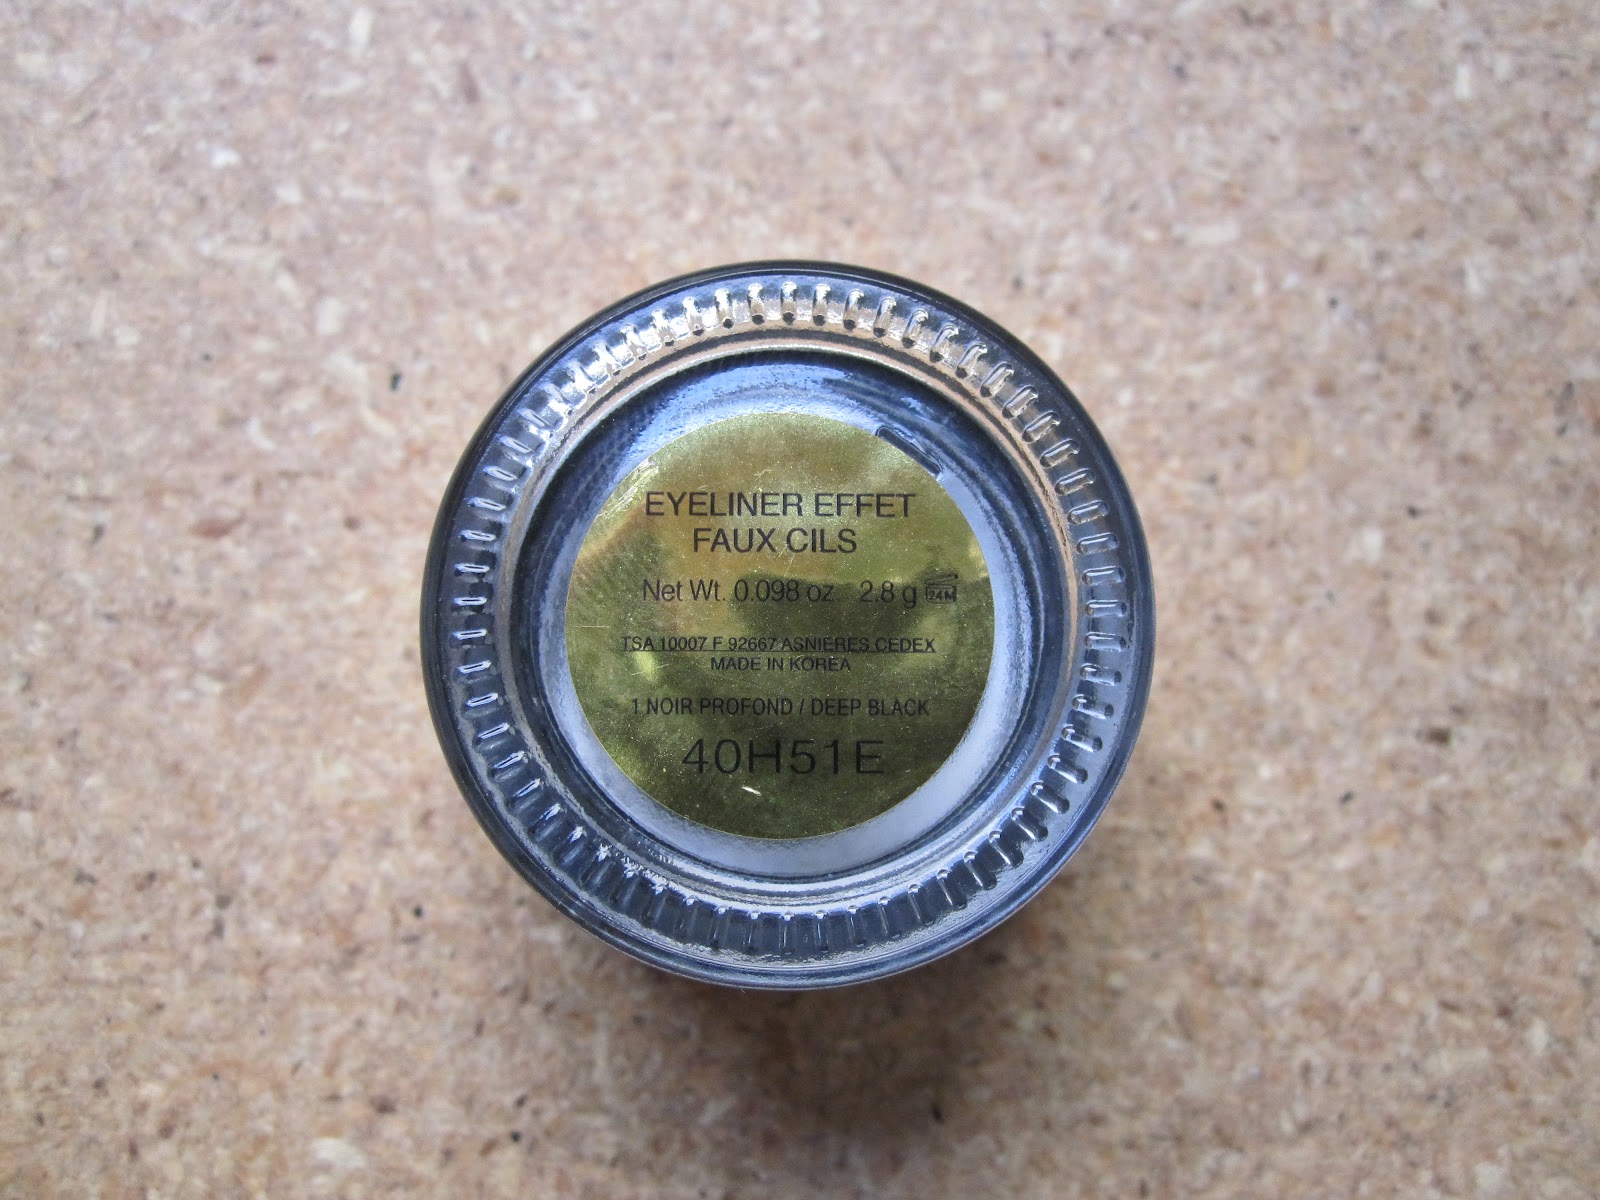 EYELINER EFFET
FAUX CILS
Net Wt. 0.098 oz 2.8 g 24M
TSA 10007 F 92667 ASNIERES CEDEX
MADE IN KOREA
1 NOIR PROFOND / DEEP BLACK
40H51E